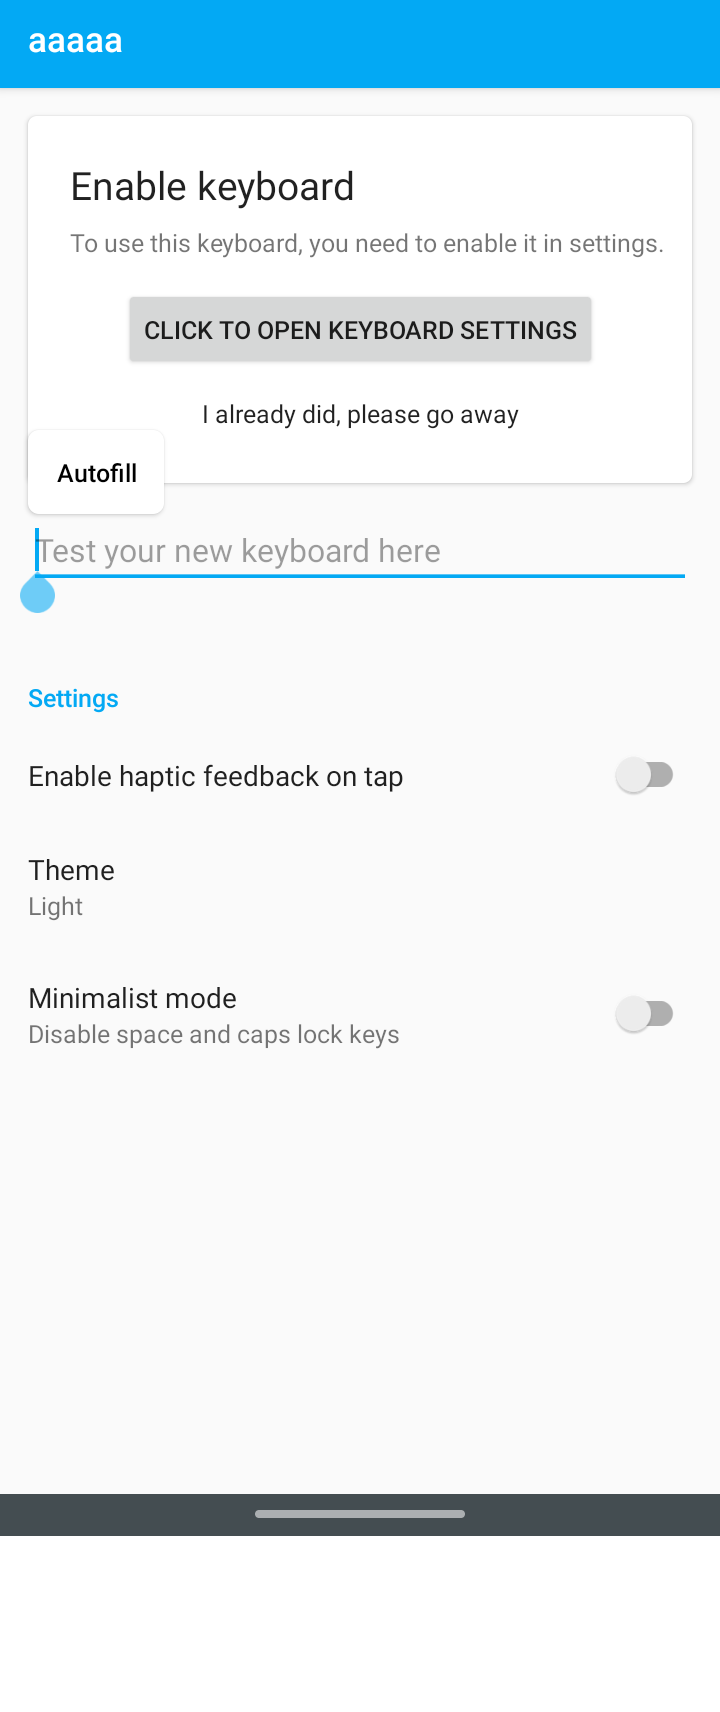 aaaaa
Enable keyboard
To use this keyboard, you need to enable it in settings.
CLICK TO OPEN KEYBOARD SETTINGS
I already did, please go away
Autofill
Test your new keyboard here
Settings
Enable haptic feedback on tap
Theme
Light
Minimalist mode
Disable space and caps lock keys